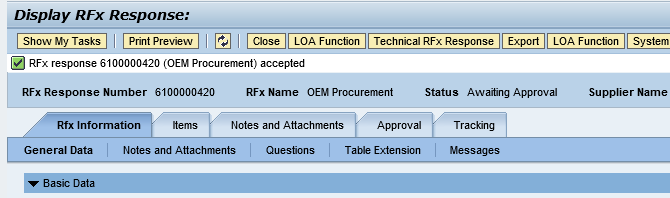 Display RFx Response:
Show My Tasks Print Preview Close LOA Function Technical RFx Response Export LOA Function System
RFx response 6100000420 (OEM Procurement) accepted
RFx Response Number 6100000420 RFx Name OEM Procurement Status Awaiting Approval Supplier Name
Rfx Information Items Notes and Attachments Approval Tracking
General Data Notes and Attachments Questions Table Extension Messages
Basic Data